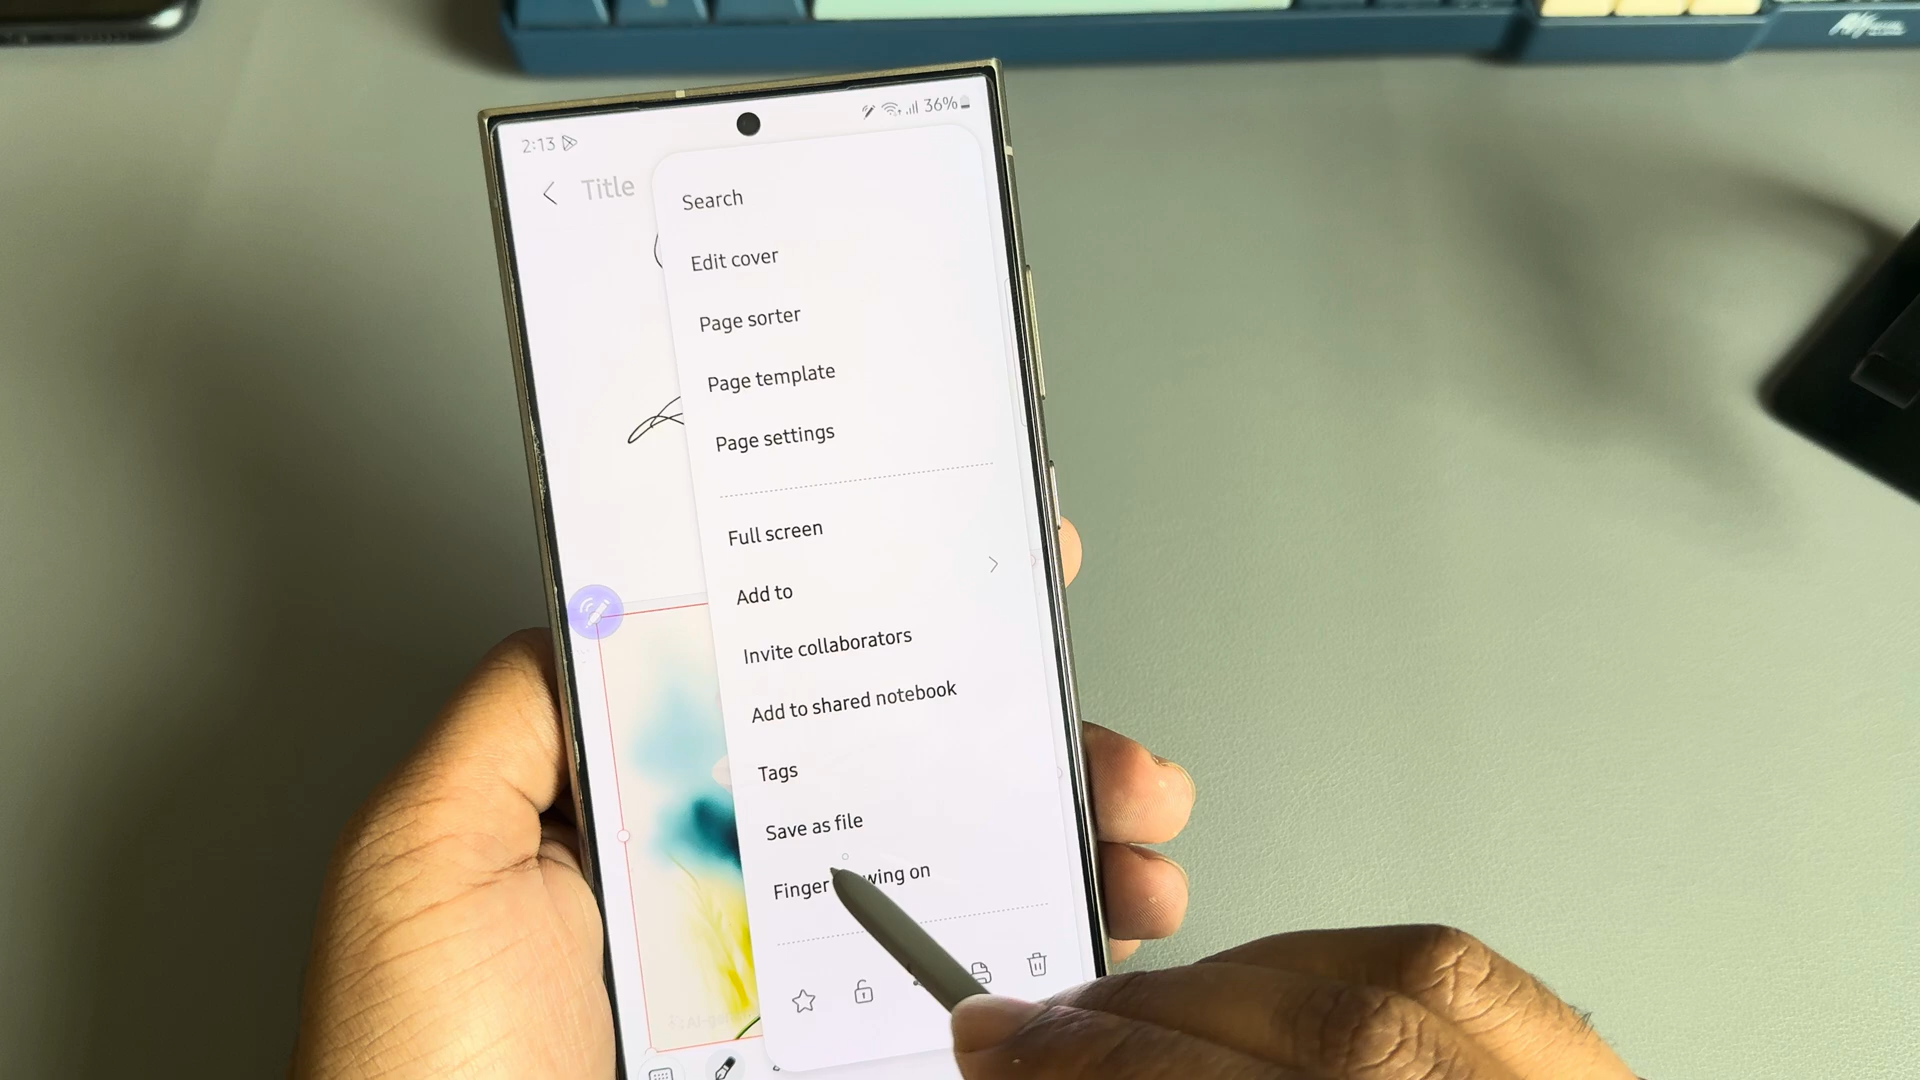 2:13
36%
Title
Search
Edit cover
Page sorter
Page template
Page settings
Full screen
Add to
Invite collaborators
Add to shared notebook
Tags
Save as file
Finger wing on